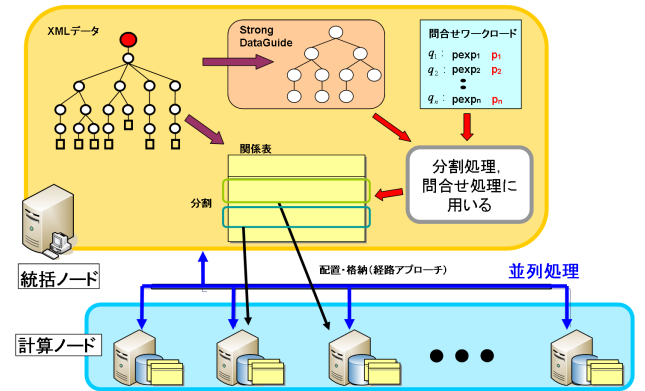 XMLデータ
Strong
DataGuide
問合せワークロード
q1: pexp1 p1
q2: pexp2 p2
qn: pexpn pn
関係表
分割
分割処理,
問合せ処理に
用いる
統括ノード
配置・格納(経路アプローチ)
並列処理
計算ノード